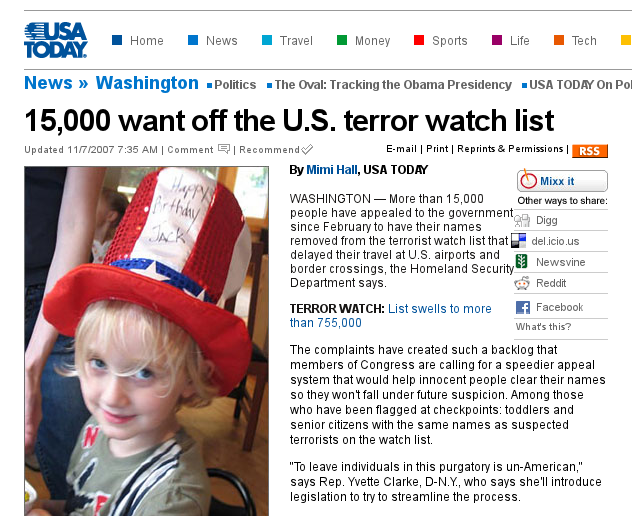 USA TODAY
Home News Travel Money Sports Life Tech
News » Washington Politics The Oval: Tracking the Obama Presidency USA TODAY On Pol
15,000 want off the U.S. terror watch list
Updated 11/7/2007 7:35 AM | Comment | Recommend
E-mail | Print | Reprints & Permissions | RSS
Happy
Birthday
Jack
N
By Mimi Hall, USA TODAY
WASHINGTON — More than 15,000
people have appealed to the government
since February to have their names
removed from the terrorist watch list that
delayed their travel at U.S. airports and
border crossings, the Homeland Security
Department says.
TERROR WATCH: List swells to more
than 755,000
Mixx it
Other ways to share:
Digg
del.icio.us
Newsvine
Reddit
Facebook
What's this?
The complaints have created such a backlog that
members of Congress are calling for a speedier appeal
system that would help innocent people clear their names
so they won't fall under future suspicion. Among those
who have been flagged at checkpoints: toddlers and
senior citizens with the same names as suspected
terrorists on the watch list.
"To leave individuals in this purgatory is un-American,"
says Rep. Yvette Clarke, D-N.Y., who says she'll introduce
legislation to try to streamline the process.